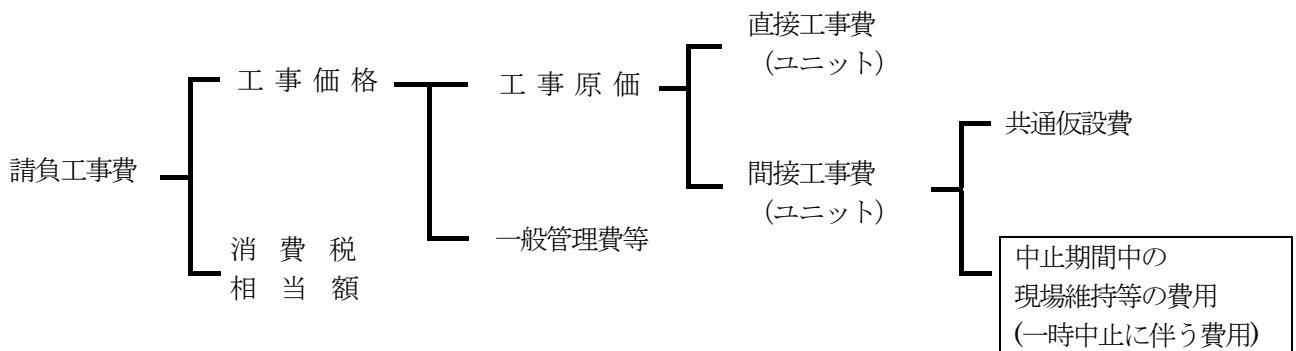 直接工事費
（ユニット）
工事価格
工事原価
共通仮設費
請負工事費
間接工事費
（ユニット）
一般管理費等
消費税
相当額
中止期間中の
現場維持等の費用
(一時中止に伴う費用)